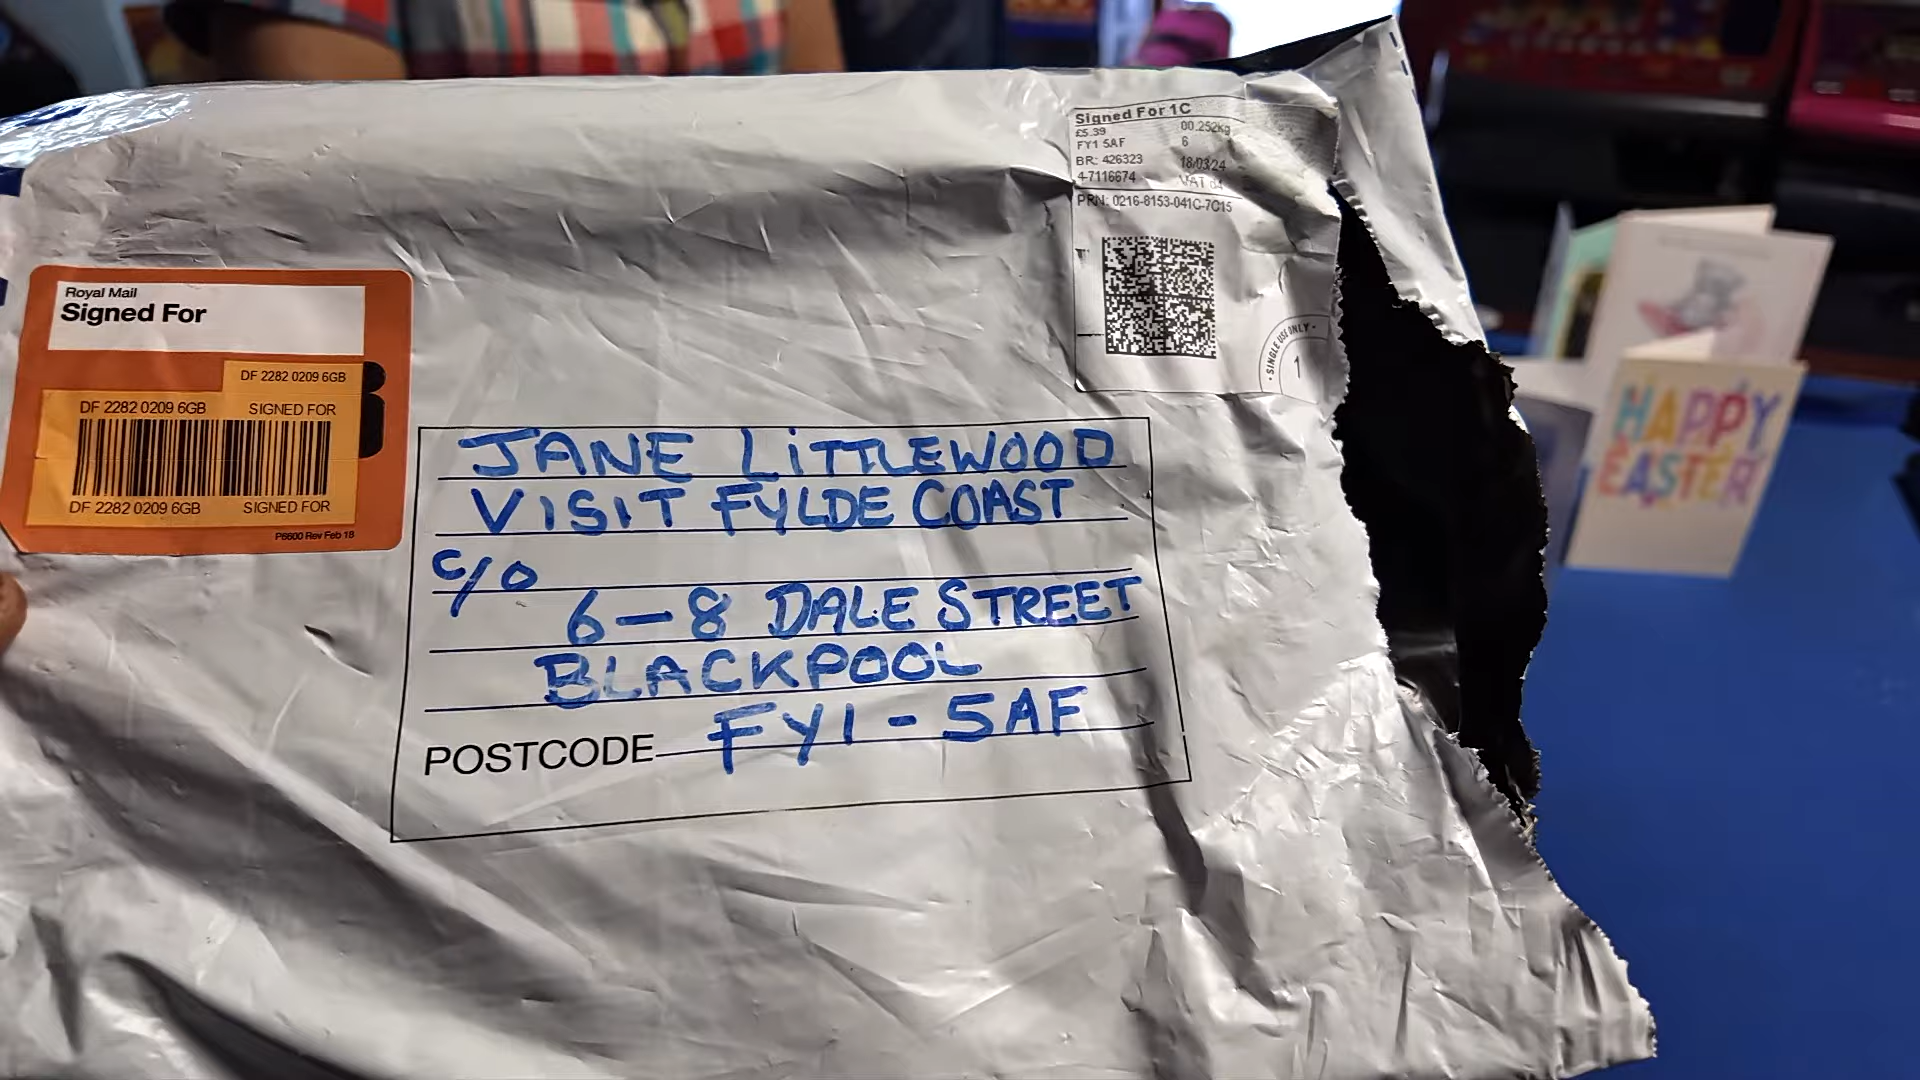 Signed For 1C
£5.39 00.252kg
FY1 5AF 6
BR: 426323 18/03/24
4-7116674 VAT
PRN: 0216-8153-041C-7C15
SINGLE USE ONLY
1
Royal Mail
Signed For
DF 2282 0209 6GB
DF 2282 0209 6GB SIGNED FOR
DF 2282 0209 6GB SIGNED FOR
P6600 Rev Feb 18
JANE LiTTLEWOOD
VISIT FYLDE COAST
C/O
6-8 DALE STREET
BLACKPOOL
POSTCODE FY1-5AF
HAPPY
EASTER